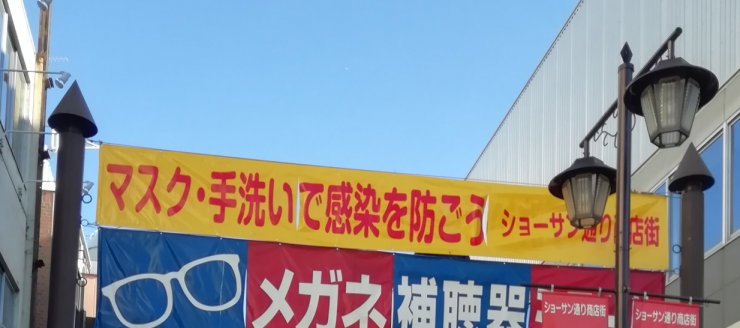 マスク・手洗いで感染を防ごう ショーサン通り商店街
メガネ 補聴器
ショーサン通り商店街
ショーサン通り商店街